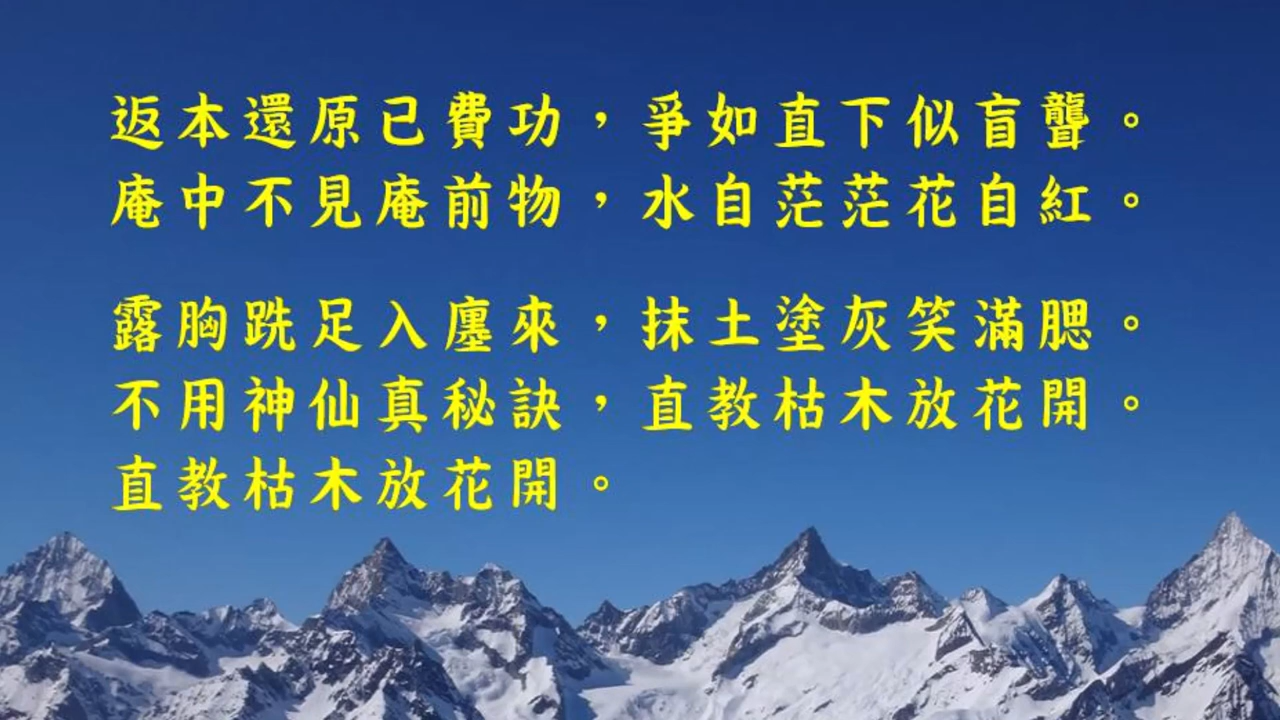 返本還原已費功，爭如直下似盲聾。
庵中不見庵前物，水自茫茫花自紅。
露胸跣足入廛來，抹土塗灰笑滿腮。
不用神仙真秘訣，直教枯木放花開。
直教枯木放花開。